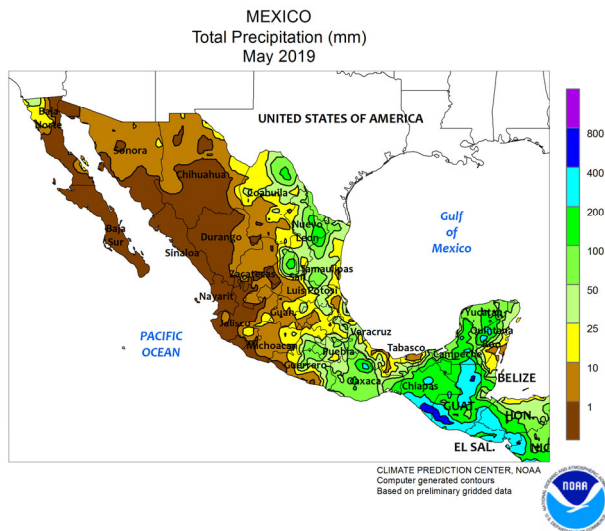 MEXICO
Total Precipitation (mm)
May 2019
UNITED STATES OF AMERICA
Baja
Norte
Sonora
Chihuahua
Coahuila
Nuevo
Leon
Baja
Sur
Sinaloa
Durango
Zacatecas
Tamaulipas
San
Luis Potosi
Nayarit
Jalisco
Guan.
Michoacan
Guerrero
Puebla
Veracruz
Oaxaca
Tabasco
Chiapas
Campeche
Yucatan
Quintana
Roo
Gulf
of
Mexico
PACIFIC
OCEAN
BELIZE
GUAT.
HON.
EL SAL.
NIC
800
400
200
100
50
25
10
1
CLIMATE PREDICTION CENTER, NOAA
Computer generated contours
Based on preliminary gridded data
NOAA